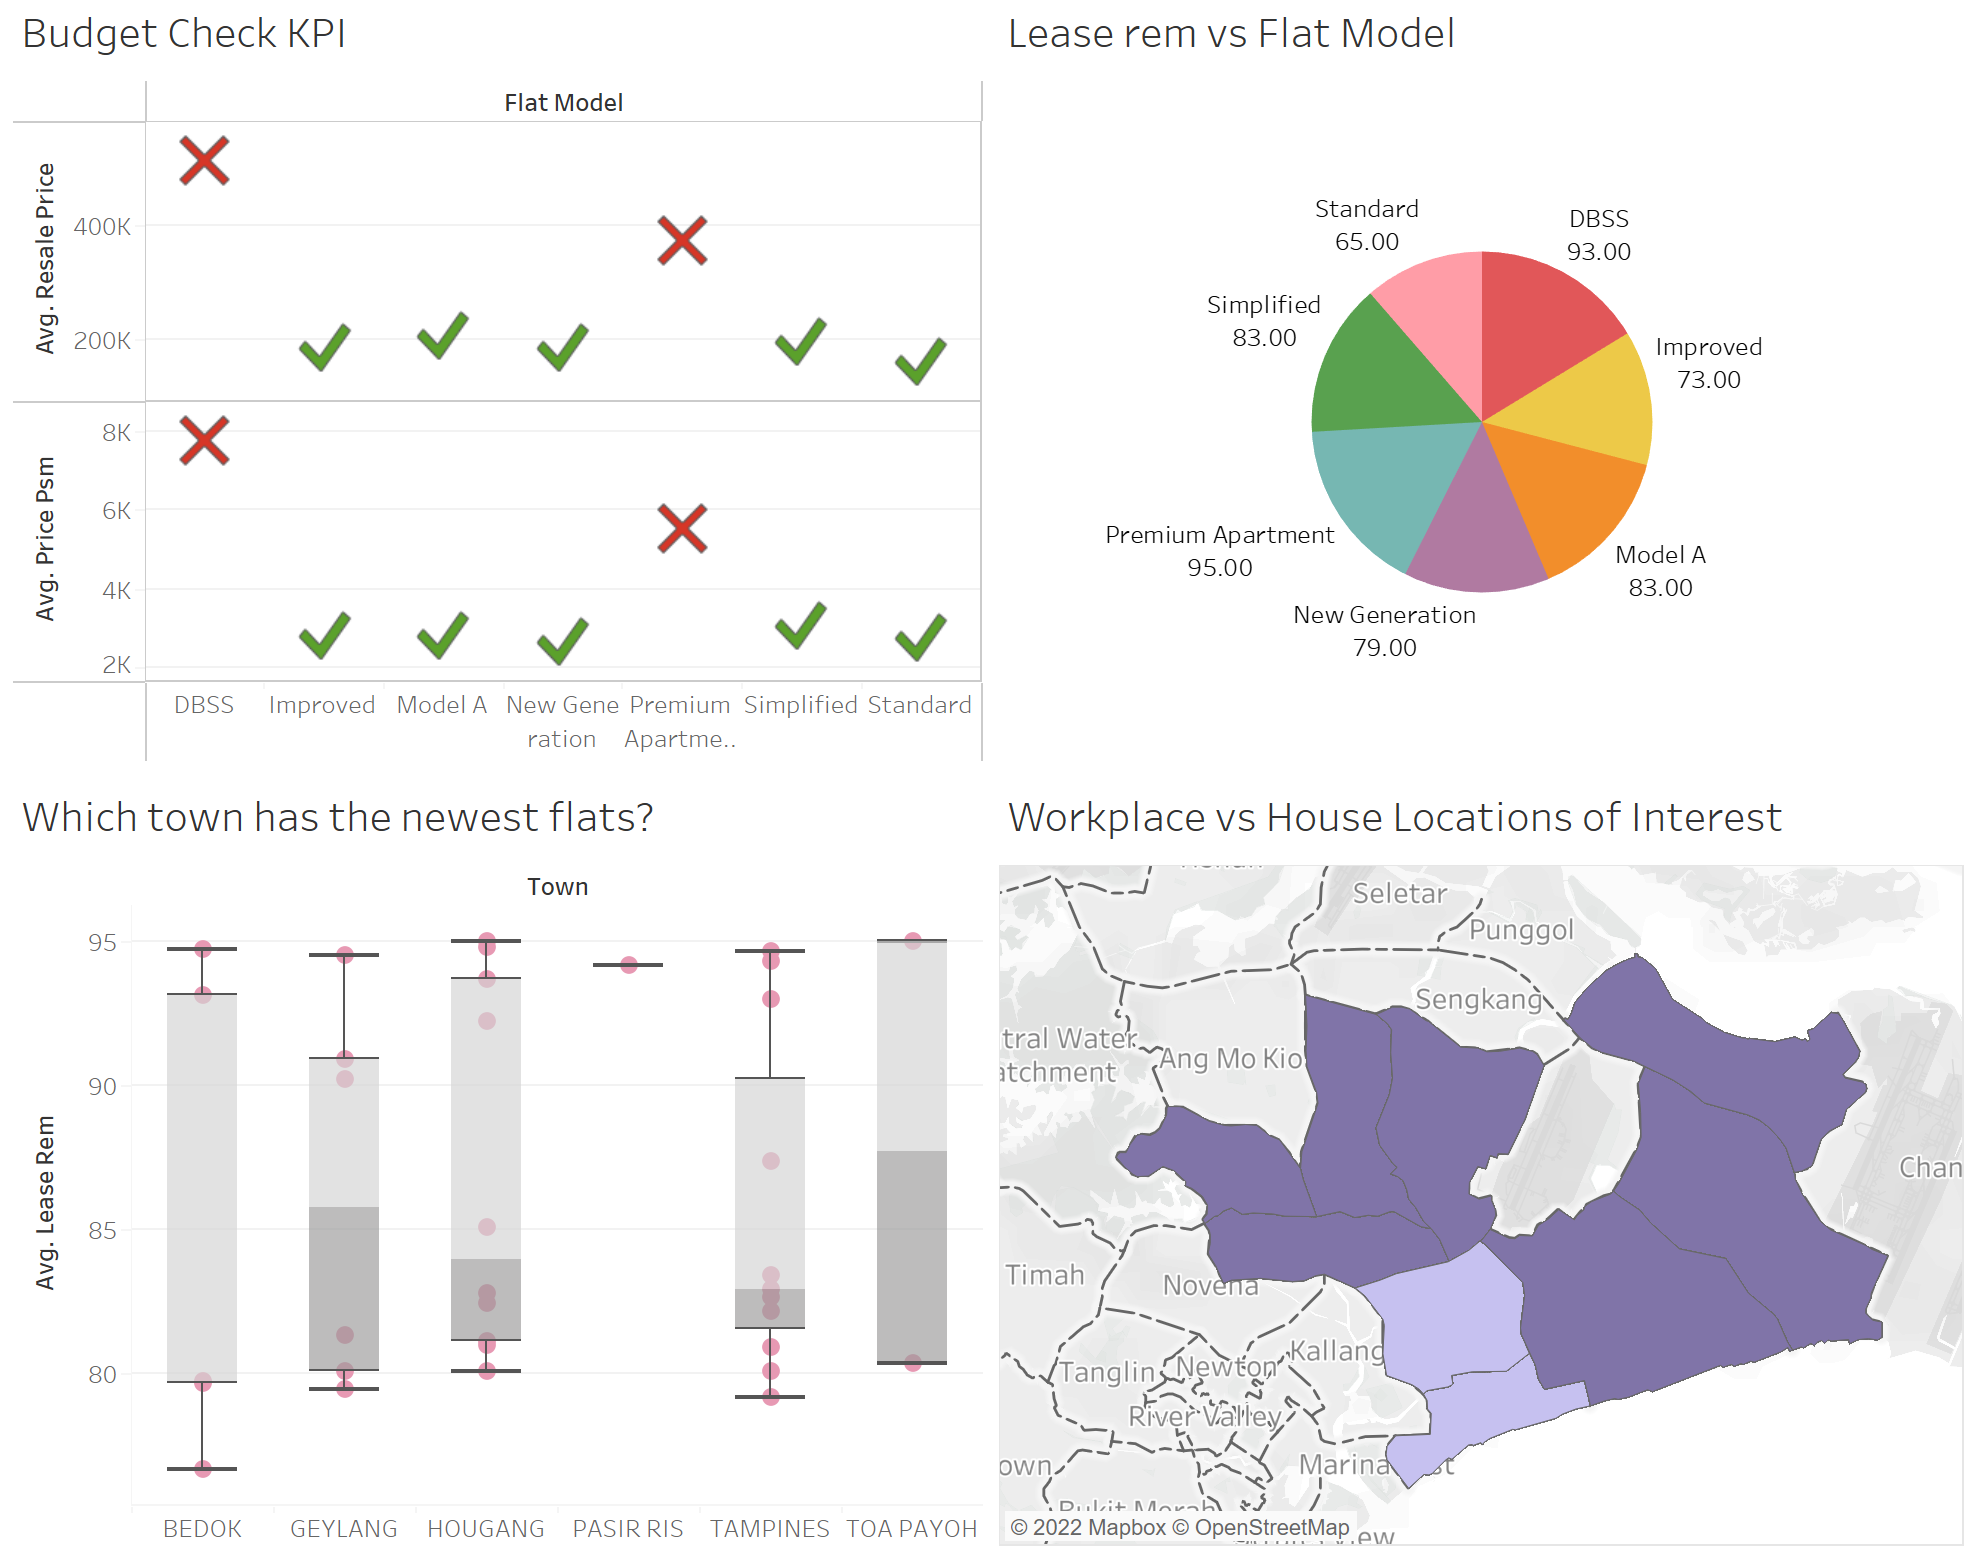 Budget Check KPI
Flat Model
Avg. Resale Price
400K
200K
Avg. Price Psm
8K
6K
4K
2K
DBSS
Improved
Model A
New Gene
ration
Premium
Apartme..
Simplified
Standard
Lease rem vs Flat Model
Standard
65.00
DBSS
93.00
Simplified
83.00
Improved
73.00
Premium Apartment
95.00
Model A
83.00
New Generation
79.00
Which town has the newest flats?
Town
Avg. Lease Rem
95
90
85
80
BEDOK
GEYLANG
HOUGANG
PASIR RIS
TAMPINES
TOA PAYOH
Workplace vs House Locations of Interest
Seletar
Punggol
Sengkang
tral Water
atchment
Ang Mo Kio
Chan
Timah
Novena
Kallang
Tanglin
Newton
River Valley
own
Marina
st
Bukit Merah
ew
© 2022 Mapbox © OpenStreetMap